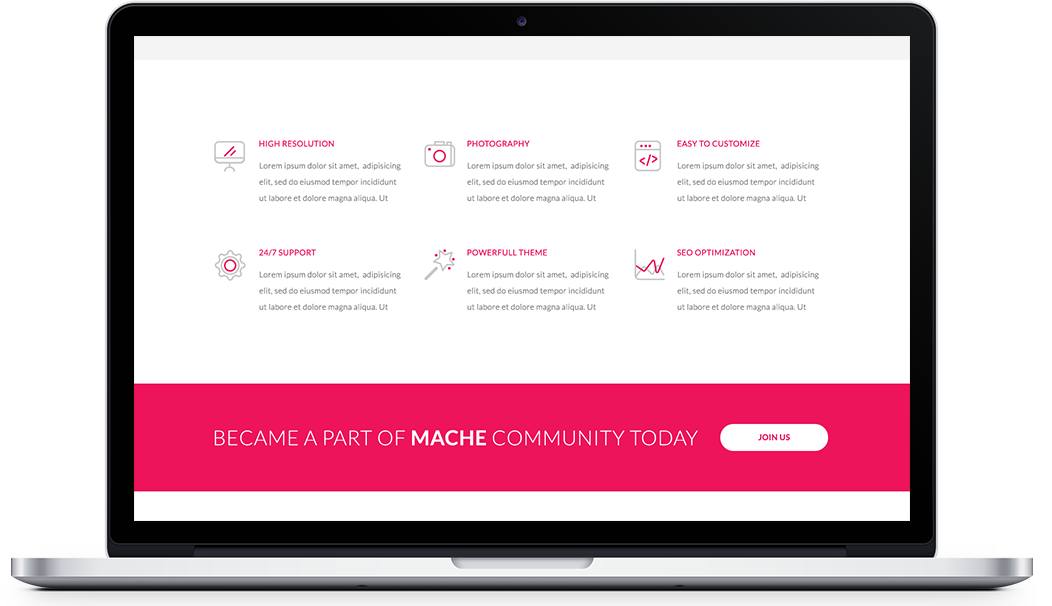 HIGH RESOLUTION
Lorem ipsum dolor sit amet, adipisicing
elit, sed do eiusmod tempor incididunt
ut labore et dolore magna aliqua. Ut
PHOTOGRAPHY
Lorem ipsum dolor sit amet, adipisicing
elit, sed do eiusmod tempor incididunt
ut labore et dolore magna aliqua. Ut
EASY TO CUSTOMIZE
Lorem ipsum dolor sit amet, adipisicing
elit, sed do eiusmod tempor incididunt
ut labore et dolore magna aliqua. Ut
24/7 SUPPORT
Lorem ipsum dolor sit amet, adipisicing
elit, sed do eiusmod tempor incididunt
ut labore et dolore magna aliqua. Ut
POWERFULL THEME
Lorem ipsum dolor sit amet, adipisicing
elit, sed do eiusmod tempor incididunt
ut labore et dolore magna aliqua. Ut
SEO OPTIMIZATION
Lorem ipsum dolor sit amet, adipisicing
elit, sed do eiusmod tempor incididunt
ut labore et dolore magna aliqua. Ut
BECAME A PART OF MACHE COMMUNITY TODAY
JOIN US